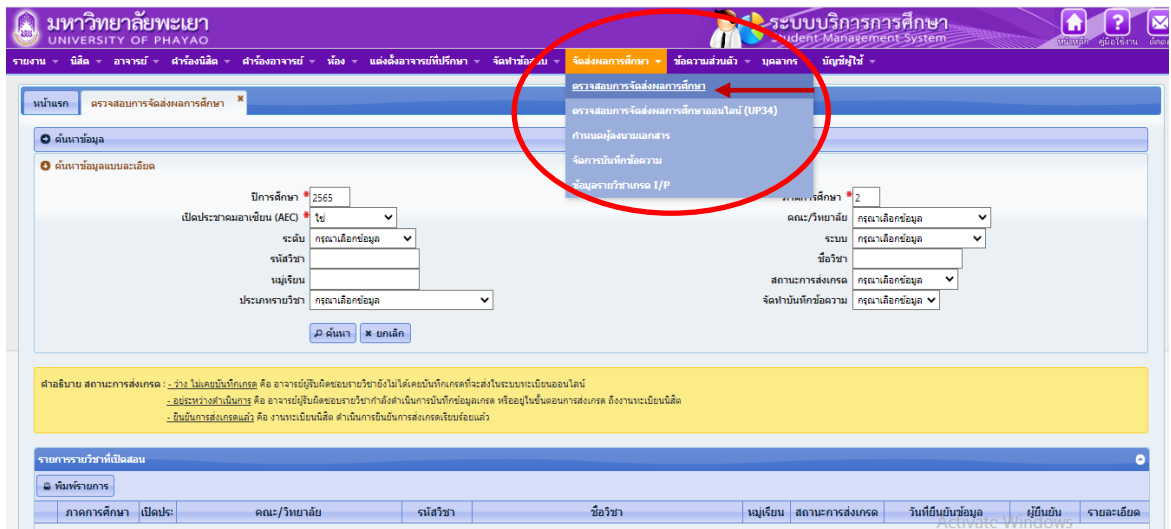 มหาวิทยาลัยพะเยา
UNIVERSITY OF PHAYAO
ระบบบริการการศึกษา
Student Management System
หน้าหลัก คู่มือใช้งาน
รายงาน นิสิต อาจารย์ คำร้องนิสิต คำร้องอาจารย์ ห้อง แต่งตั้งอาจารย์ที่ปรึกษา จัดทำข้อสอบ จัดส่งผลการศึกษา ข้อความส่วนตัว บุคลากร บัญชีผู้ใช้
ตรวจสอบการจัดส่งผลการศึกษา
ตรวจสอบการจัดส่งผลการศึกษาออนไลน์ (UP34)
กำหนดผู้ลงนามเอกสาร
จัดการบันทึกข้อความ
ข้อมูลรายวิชาเกรด I/P
หน้าแรก ตรวจสอบการจัดส่งผลการศึกษา
ค้นหาข้อมูล
ค้นหาข้อมูลแบบละเอียด
ปีการศึกษา * 2565 ภาคการศึกษา * 2
เปิดประชาคมอาเซียน (AEC) * ใช่ คณะ/วิทยาลัย กรุณาเลือกข้อมูล
ระดับ กรุณาเลือกข้อมูล ระบบ กรุณาเลือกข้อมูล
รหัสวิชา ชื่อวิชา
หมู่เรียน สถานะการส่งเกรด กรุณาเลือกข้อมูล
ประเภทรายวิชา กรุณาเลือกข้อมูล จัดทำบันทึกข้อความ กรุณาเลือกข้อมูล
ค้นหา ยกเลิก
คำอธิบาย สถานะการส่งเกรด : - ว่าง ไม่เคยบันทึกเกรด คือ อาจารย์ผู้รับผิดชอบรายวิชายังไม่ได้เคยบันทึกเกรดที่จะส่งในระบบทะเบียนออนไลน์
- อยู่ระหว่างดำเนินการ คือ อาจารย์ผู้รับผิดชอบรายวิชากำลังดำเนินการบันทึกข้อมูลเกรด หรืออยู่ในขั้นตอนการส่งเกรด ถึงงานทะเบียนนิสิต
- ยืนยันการส่งเกรดแล้ว คือ งานทะเบียนนิสิต ดำเนินการยืนยันการส่งเกรดเรียบร้อยแล้ว
รายการรายวิชาที่เปิดสอน
พิมพ์รายการ
ภาคการศึกษา เปิดประ คณะ/วิทยาลัย รหัสวิชา ชื่อวิชา หมู่เรียน สถานะการส่งเกรด วันที่ยืนยันข้อมูล ผู้ยืนยัน รายละเอียด
Activate Windows